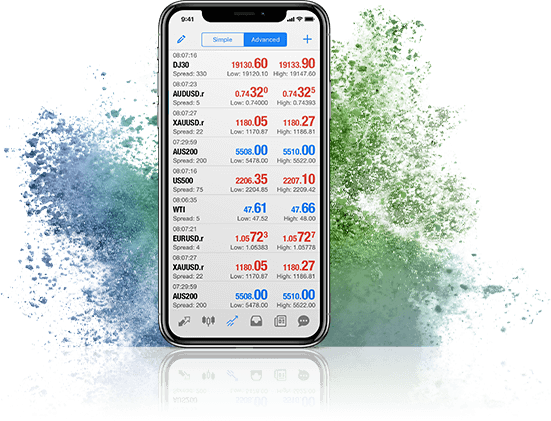 9:41
Simple Advanced
08:07:16
DJ30 19130.60 19133.90
Spread: 330 Low: 19120.10 High: 19147.60
08:07:23
AUDUSD.r 0.74320 0.74325
Spread: 5 Low: 0.74000 High: 0.74393
08:07:27
XAUUSD.r 1180.05 1180.27
Spread: 22 Low: 1170.87 High: 1186.81
07:29:59
AUS200 5508.00 5510.00
Spread: 200 Low: 5478.00 High: 5522.00
08:07:16
US500 2206.35 2207.10
Spread: 75 Low: 2204.85 High: 2209.42
08:06:35
WTI 47.61 47.66
Spread: 5 Low: 47.52 High: 48.00
08:07:21
EURUSD.r 1.05723 1.05727
Spread: 4 Low: 1.05383 High: 1.05778
08:07:27
XAUUSD.r 1180.05 1180.27
Spread: 22 Low: 1170.87 High: 1186.81
07:29:59
AUS200 5508.00 5510.00
Spread: 200 Low: 5478.00 High: 5522.00